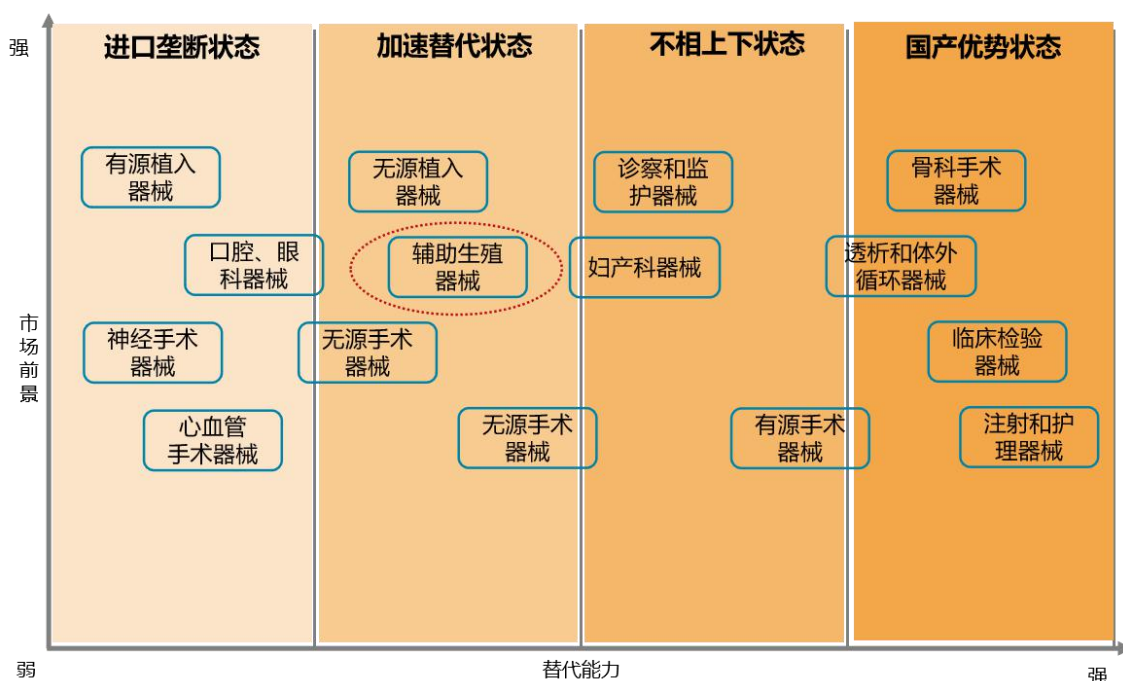 强
进口垄断状态
加速替代状态
不相上下状态
国产优势状态
有源植入
器械
无源植入
器械
诊察和监
护器械
骨科手术
器械
口腔、眼
科器械
辅助生殖
器械
妇产科器械
透析和体外
循环器械
市场前景
神经手术
器械
无源手术
器械
临床检验
器械
心血管
手术器械
无源手术
器械
有源手术
器械
注射和护
理器械
弱
替代能力
强